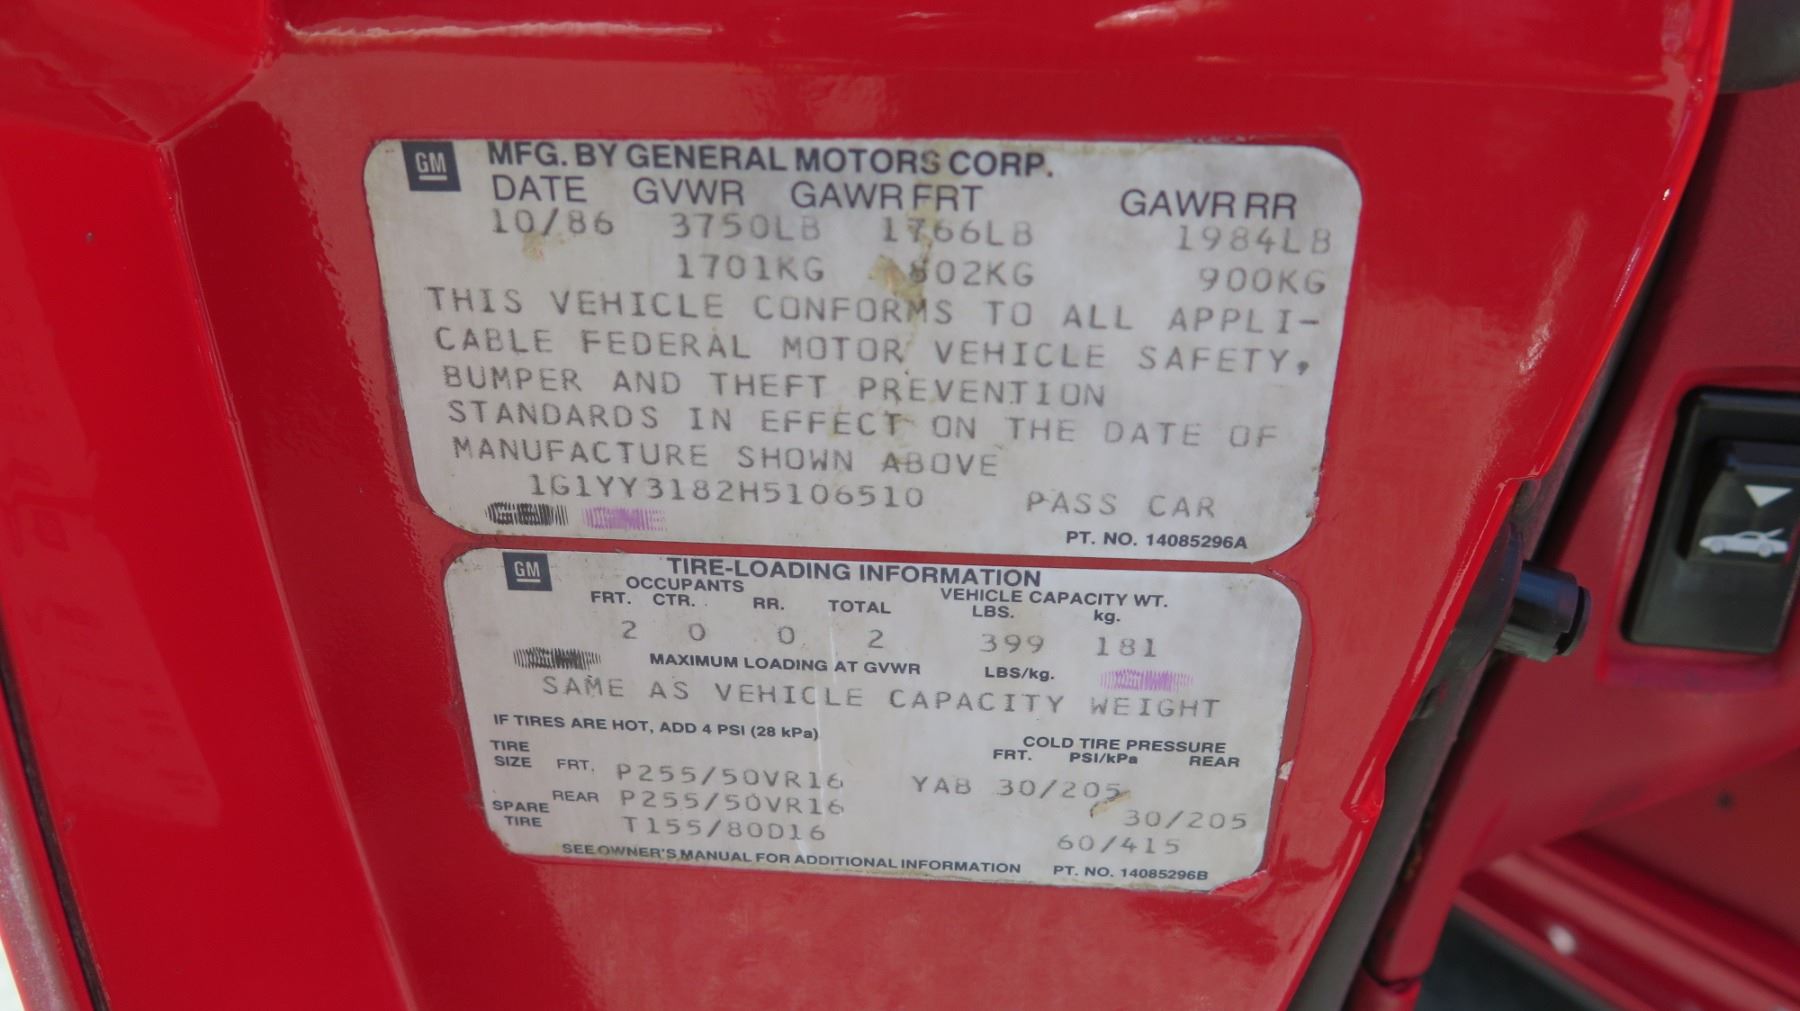 GM MFG. BY GENERAL MOTORS CORP.
DATE GVWR GAWR FRT GAWR RR
10/86 3750LB 1766LB 1984LB
1701KG 802KG 900KG
THIS VEHICLE CONFORMS TO ALL APPLI-
CABLE FEDERAL MOTOR VEHICLE SAFETY,
BUMPER AND THEFT PREVENTION
STANDARDS IN EFFECT ON THE DATE OF
MANUFACTURE SHOWN ABOVE
1G1YY3182H5106510 PASS CAR
PT. NO. 14085296A
GM TIRE-LOADING INFORMATION
OCCUPANTS VEHICLE CAPACITY WT.
FRT. CTR. RR. TOTAL LBS. kg.
2 0 0 2 399 181
MAXIMUM LOADING AT GVWR LBS/kg.
SAME AS VEHICLE CAPACITY WEIGHT
IF TIRES ARE HOT, ADD 4 PSI (28 kPa)
COLD TIRE PRESSURE
TIRE SIZE FRT. PSI/kPa REAR
FRT. P255/50VR16 YAB 30/205
REAR P255/50VR16 30/205
SPARE TIRE T155/80D16 60/415
SEE OWNER'S MANUAL FOR ADDITIONAL INFORMATION PT. NO. 14085296B